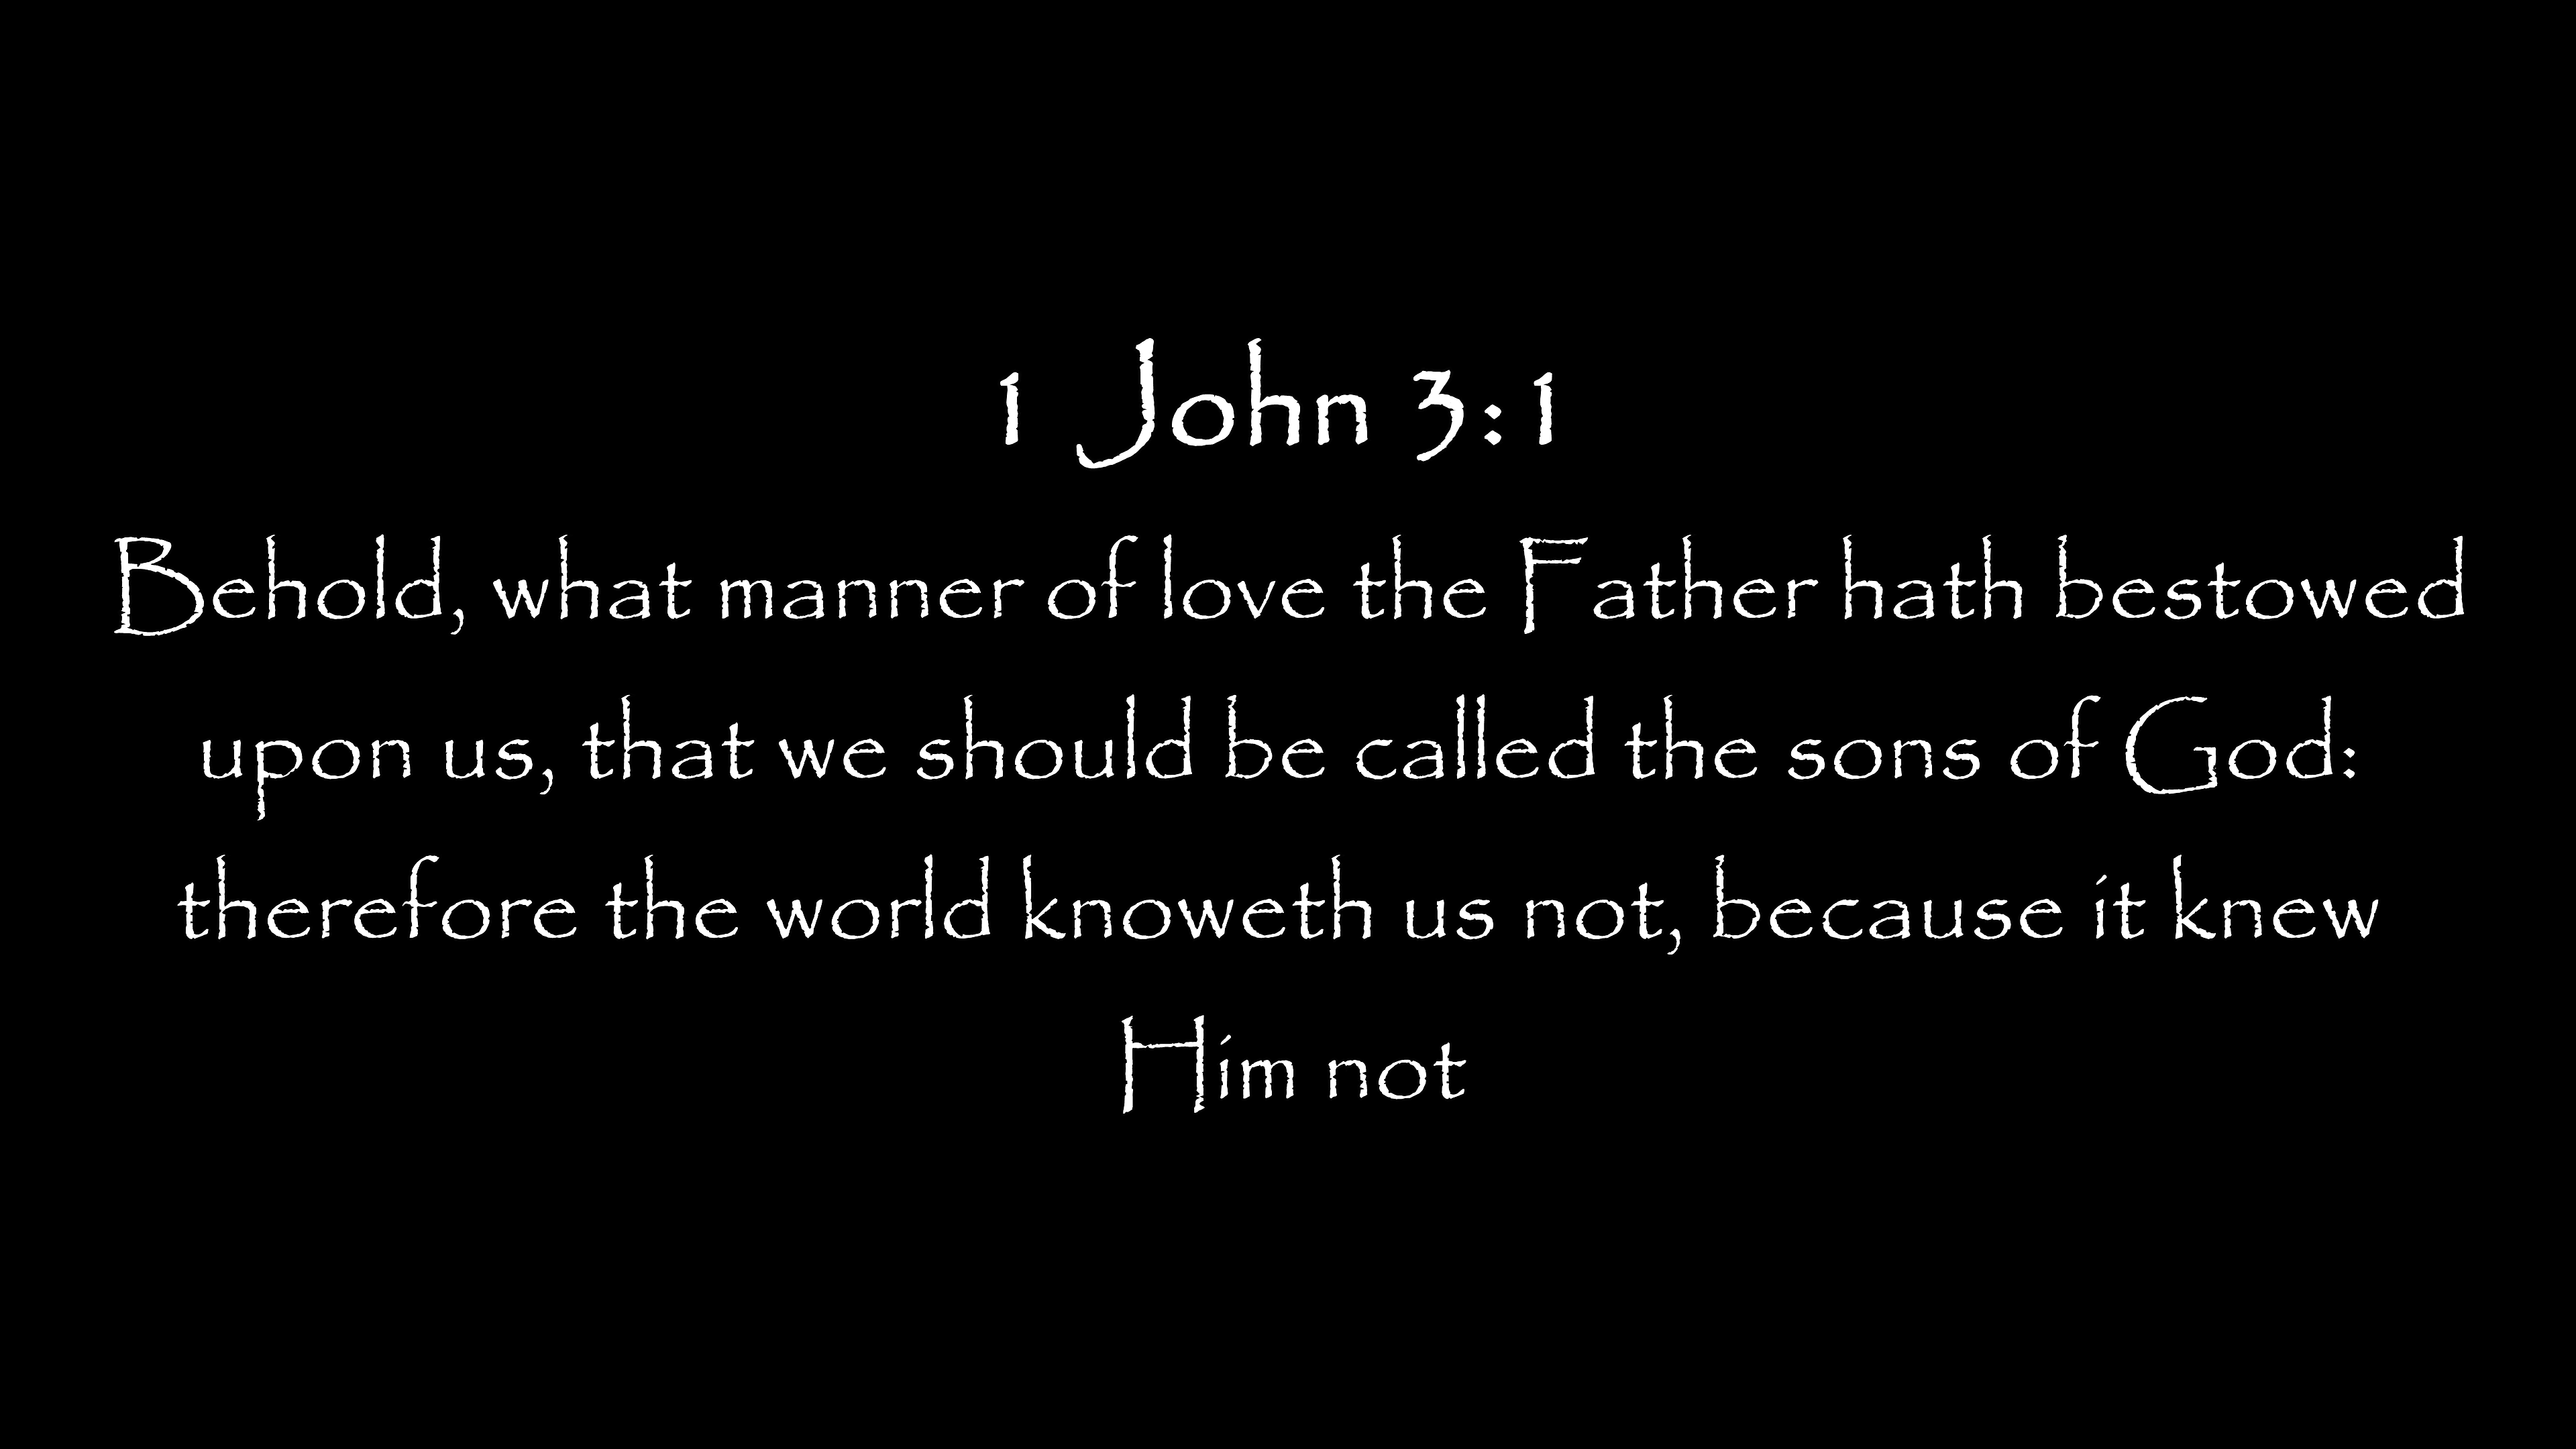 1 John 3:1
Behold, what manner of love the Father hath bestowed
upon us, that we should be called the sons of God:
therefore the world knoweth us not, because it knew
Him not